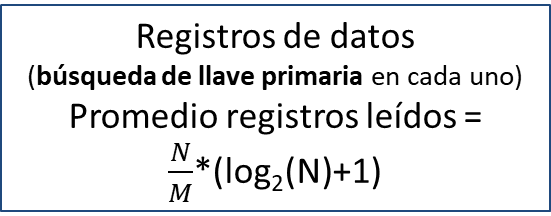 Registros de datos
(búsqueda de llave primaria en cada uno)
Promedio registros leídos =
N/M*(log₂(N)+1)